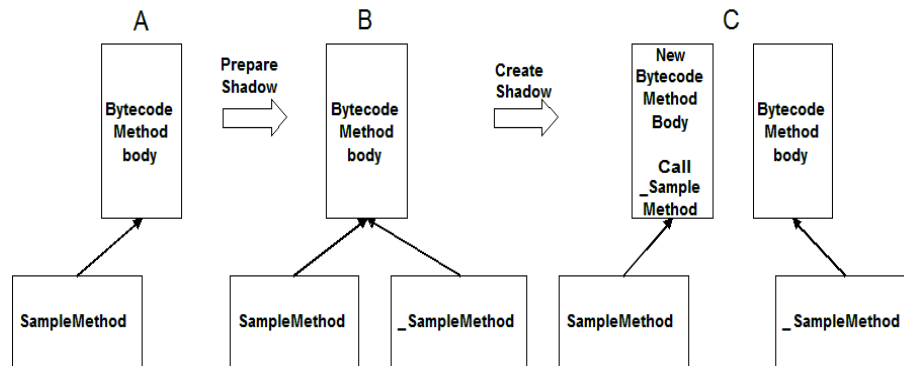 A
B
C
Bytecode
Method
body
Prepare
Shadow
Bytecode
Method
body
Create
Shadow
New
Bytecode
Method
Body
Call
_Sample
Method
Bytecode
Method
body
SampleMethod
SampleMethod
_SampleMethod
SampleMethod
_SampleMethod